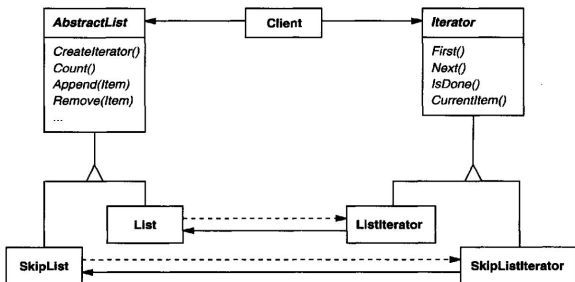 AbstractList
CreateIterator()
Count()
Append(Item)
Remove(Item)
...
Client
Iterator
First()
Next()
IsDone()
CurrentItem()
List
ListIterator
SkipList
SkipListIterator